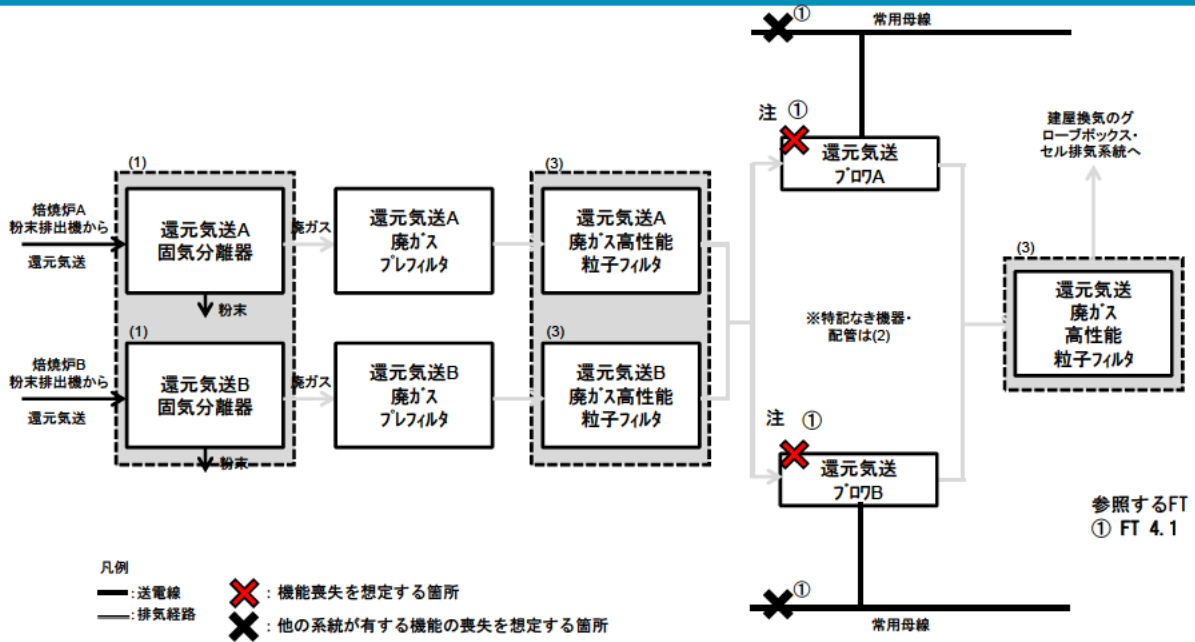 ①
常用母線
注 ①
還元気送
ブロワA
建屋換気のグ
ローブボックス・
セル排気系統へ
(1)
焙焼炉A
粉末排出機から
還元気送
還元気送A
固気分離器
粉末
廃ガス
還元気送A
廃ガス
プレフィルタ
(3)
還元気送A
廃ガス高性能
粒子フィルタ
(3)
還元気送
廃ガス
高性能
粒子フィルタ
※特記なき機器・
配管は(2)
(1)
焙焼炉B
粉末排出機から
還元気送
還元気送B
固気分離器
粉末
廃ガス
還元気送B
廃ガス
プレフィルタ
(3)
還元気送B
廃ガス高性能
粒子フィルタ
注 ①
還元気送
ブロワB
①
常用母線
参照するFT
① FT 4.1
凡例
:送電線
:排気経路
: 機能喪失を想定する箇所
: 他の系統が有する機能の喪失を想定する箇所